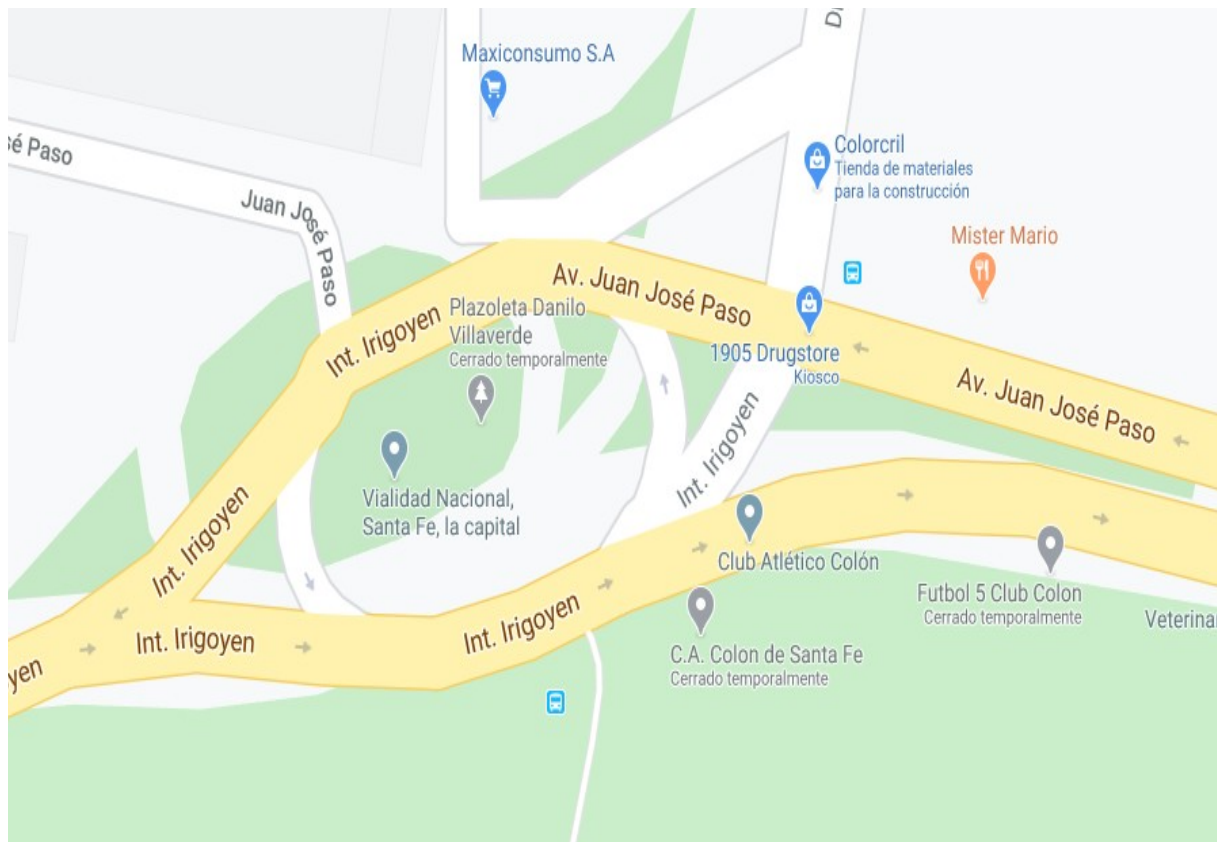 Maxiconsumo S.A
Colorcril
Tienda de materiales
para la construcción
sé Paso
Juan José Paso
Mister Mario
Av. Juan José Paso
Plazoleta Danilo
Villaverde
Cerrado temporalmente
Int. Irigoyen
1905 Drugstore
Kiosco
Av. Juan José Paso
Int. Irigoyen
Vialidad Nacional,
Santa Fe, la capital
Int. Irigoyen
Club Atlético Colón
Futbol 5 Club Colon
Cerrado temporalmente
Veterina
Int. Irigoyen
Int. Irigoyen
yen
C.A. Colon de Santa Fe
Cerrado temporalmente